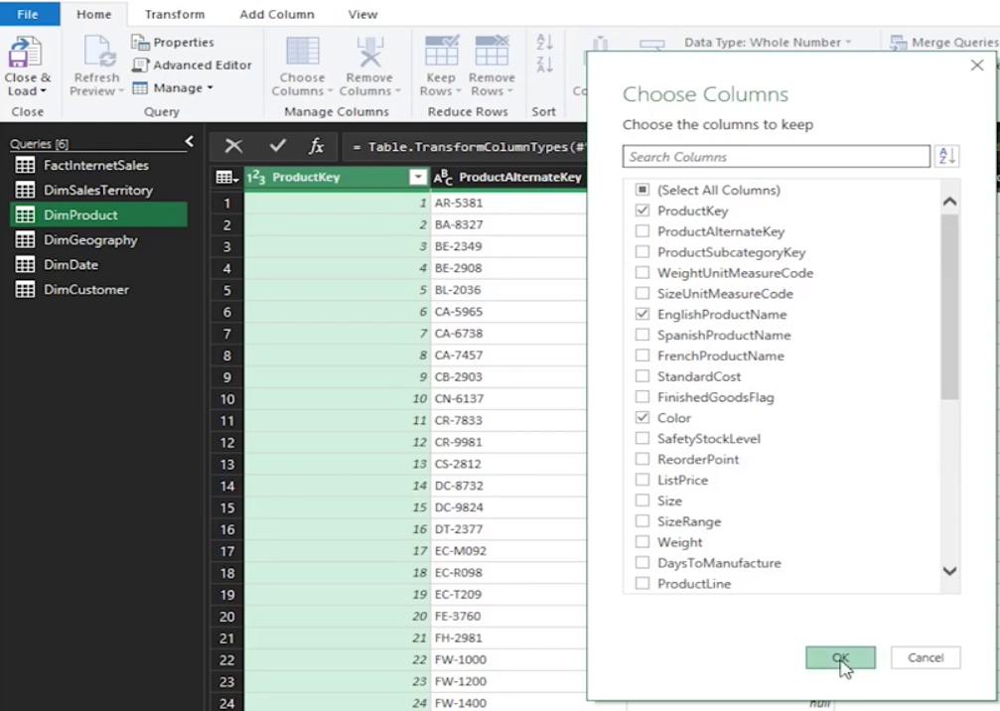 File Home Transform Add Column View
Close & Load
Close
Refresh Preview
Properties
Advanced Editor
Manage
Query
Choose Columns
Remove Columns
Manage Columns
Keep Rows
Remove Rows
Reduce Rows
Sort
Data Type: Whole Number
Merge Queries
Queries [6]
FactInternetSales
DimSalesTerritory
DimProduct
DimGeography
DimDate
DimCustomer
fx = Table.TransformColumnTypes(#"
1 2 3 ProductKey A B C ProductAlternateKey
1 1 AR-5381
2 2 BA-8327
3 3 BE-2349
4 4 BE-2908
5 5 BL-2036
6 6 CA-5965
7 7 CA-6738
8 8 CA-7457
9 9 CB-2903
10 10 CN-6137
11 11 CR-7833
12 12 CR-9981
13 13 CS-2812
14 14 DC-8732
15 15 DC-9824
16 16 DT-2377
17 17 EC-M092
18 18 EC-R098
19 19 EC-T209
20 20 FE-3760
21 21 FH-2981
22 22 FW-1000
23 23 FW-1200
24 24 FW-1400
null
Choose Columns
Choose the columns to keep
Search Columns
(Select All Columns)
ProductKey
ProductAlternateKey
ProductSubcategoryKey
WeightUnitMeasureCode
SizeUnitMeasureCode
EnglishProductName
SpanishProductName
FrenchProductName
StandardCost
FinishedGoodsFlag
Color
SafetyStockLevel
ReorderPoint
ListPrice
Size
SizeRange
Weight
DaysToManufacture
ProductLine
OK Cancel